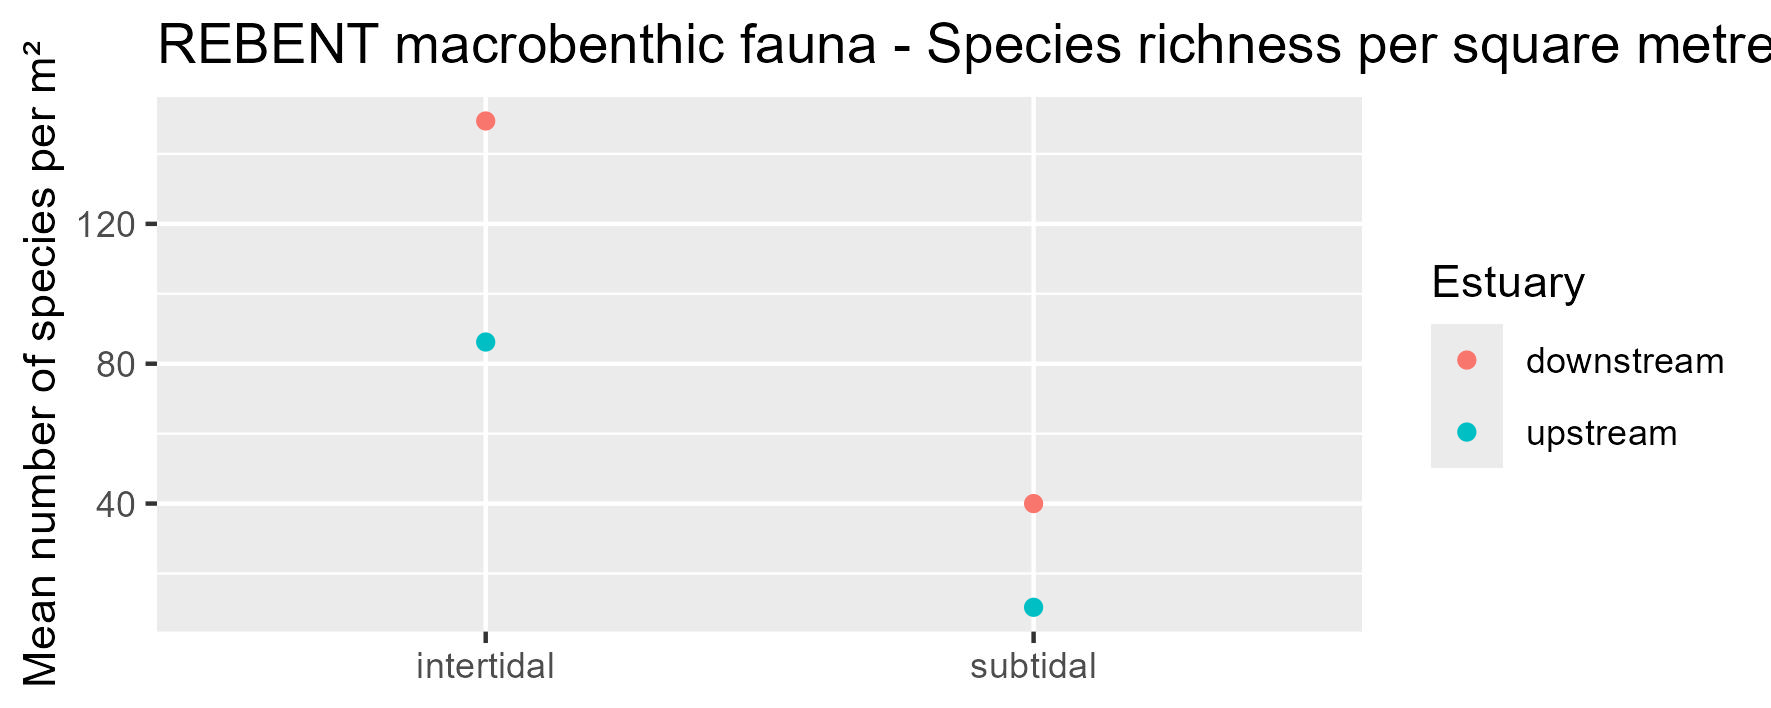 REBENT macrobenthic fauna - Species richness per square metre
Mean number of species per m²
120
80
40
intertidal
subtidal
Estuary
downstream
upstream